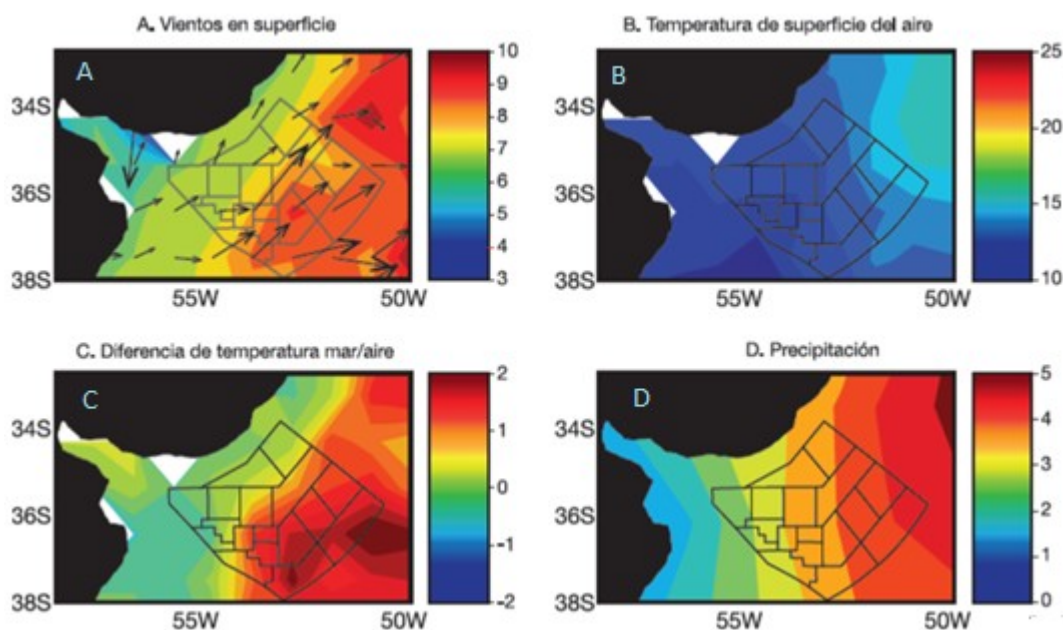 A. Vientos en superficie
B. Temperatura de superficie del aire
A
34S
36S
38S
55W
50W
10
9
8
7
6
5
4
3
B
34S
36S
38S
55W
50W
25
20
15
10
C. Diferencia de temperatura mar/aire
D. Precipitación
C
34S
36S
38S
55W
50W
2
1
0
-1
-2
D
34S
36S
38S
55W
50W
5
4
3
2
1
0